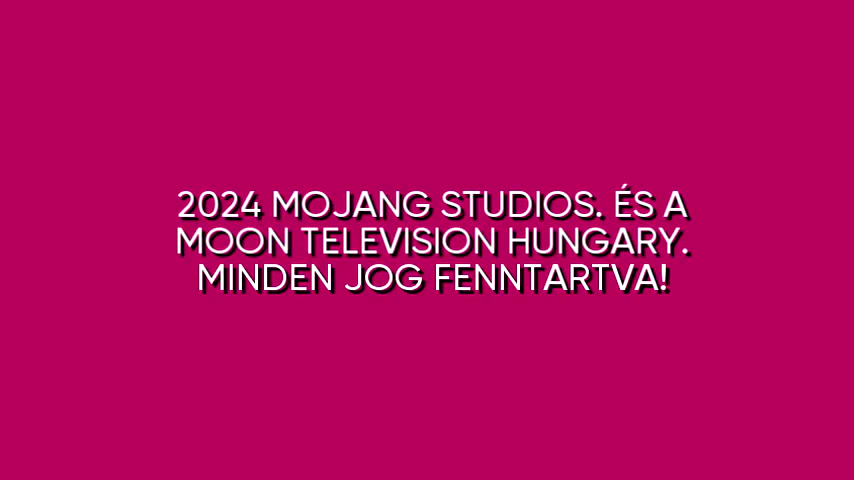 2024 MOJANG STUDIOS. ÉS A
MOON TELEVISION HUNGARY.
MINDEN JOG FENNTARTVA!